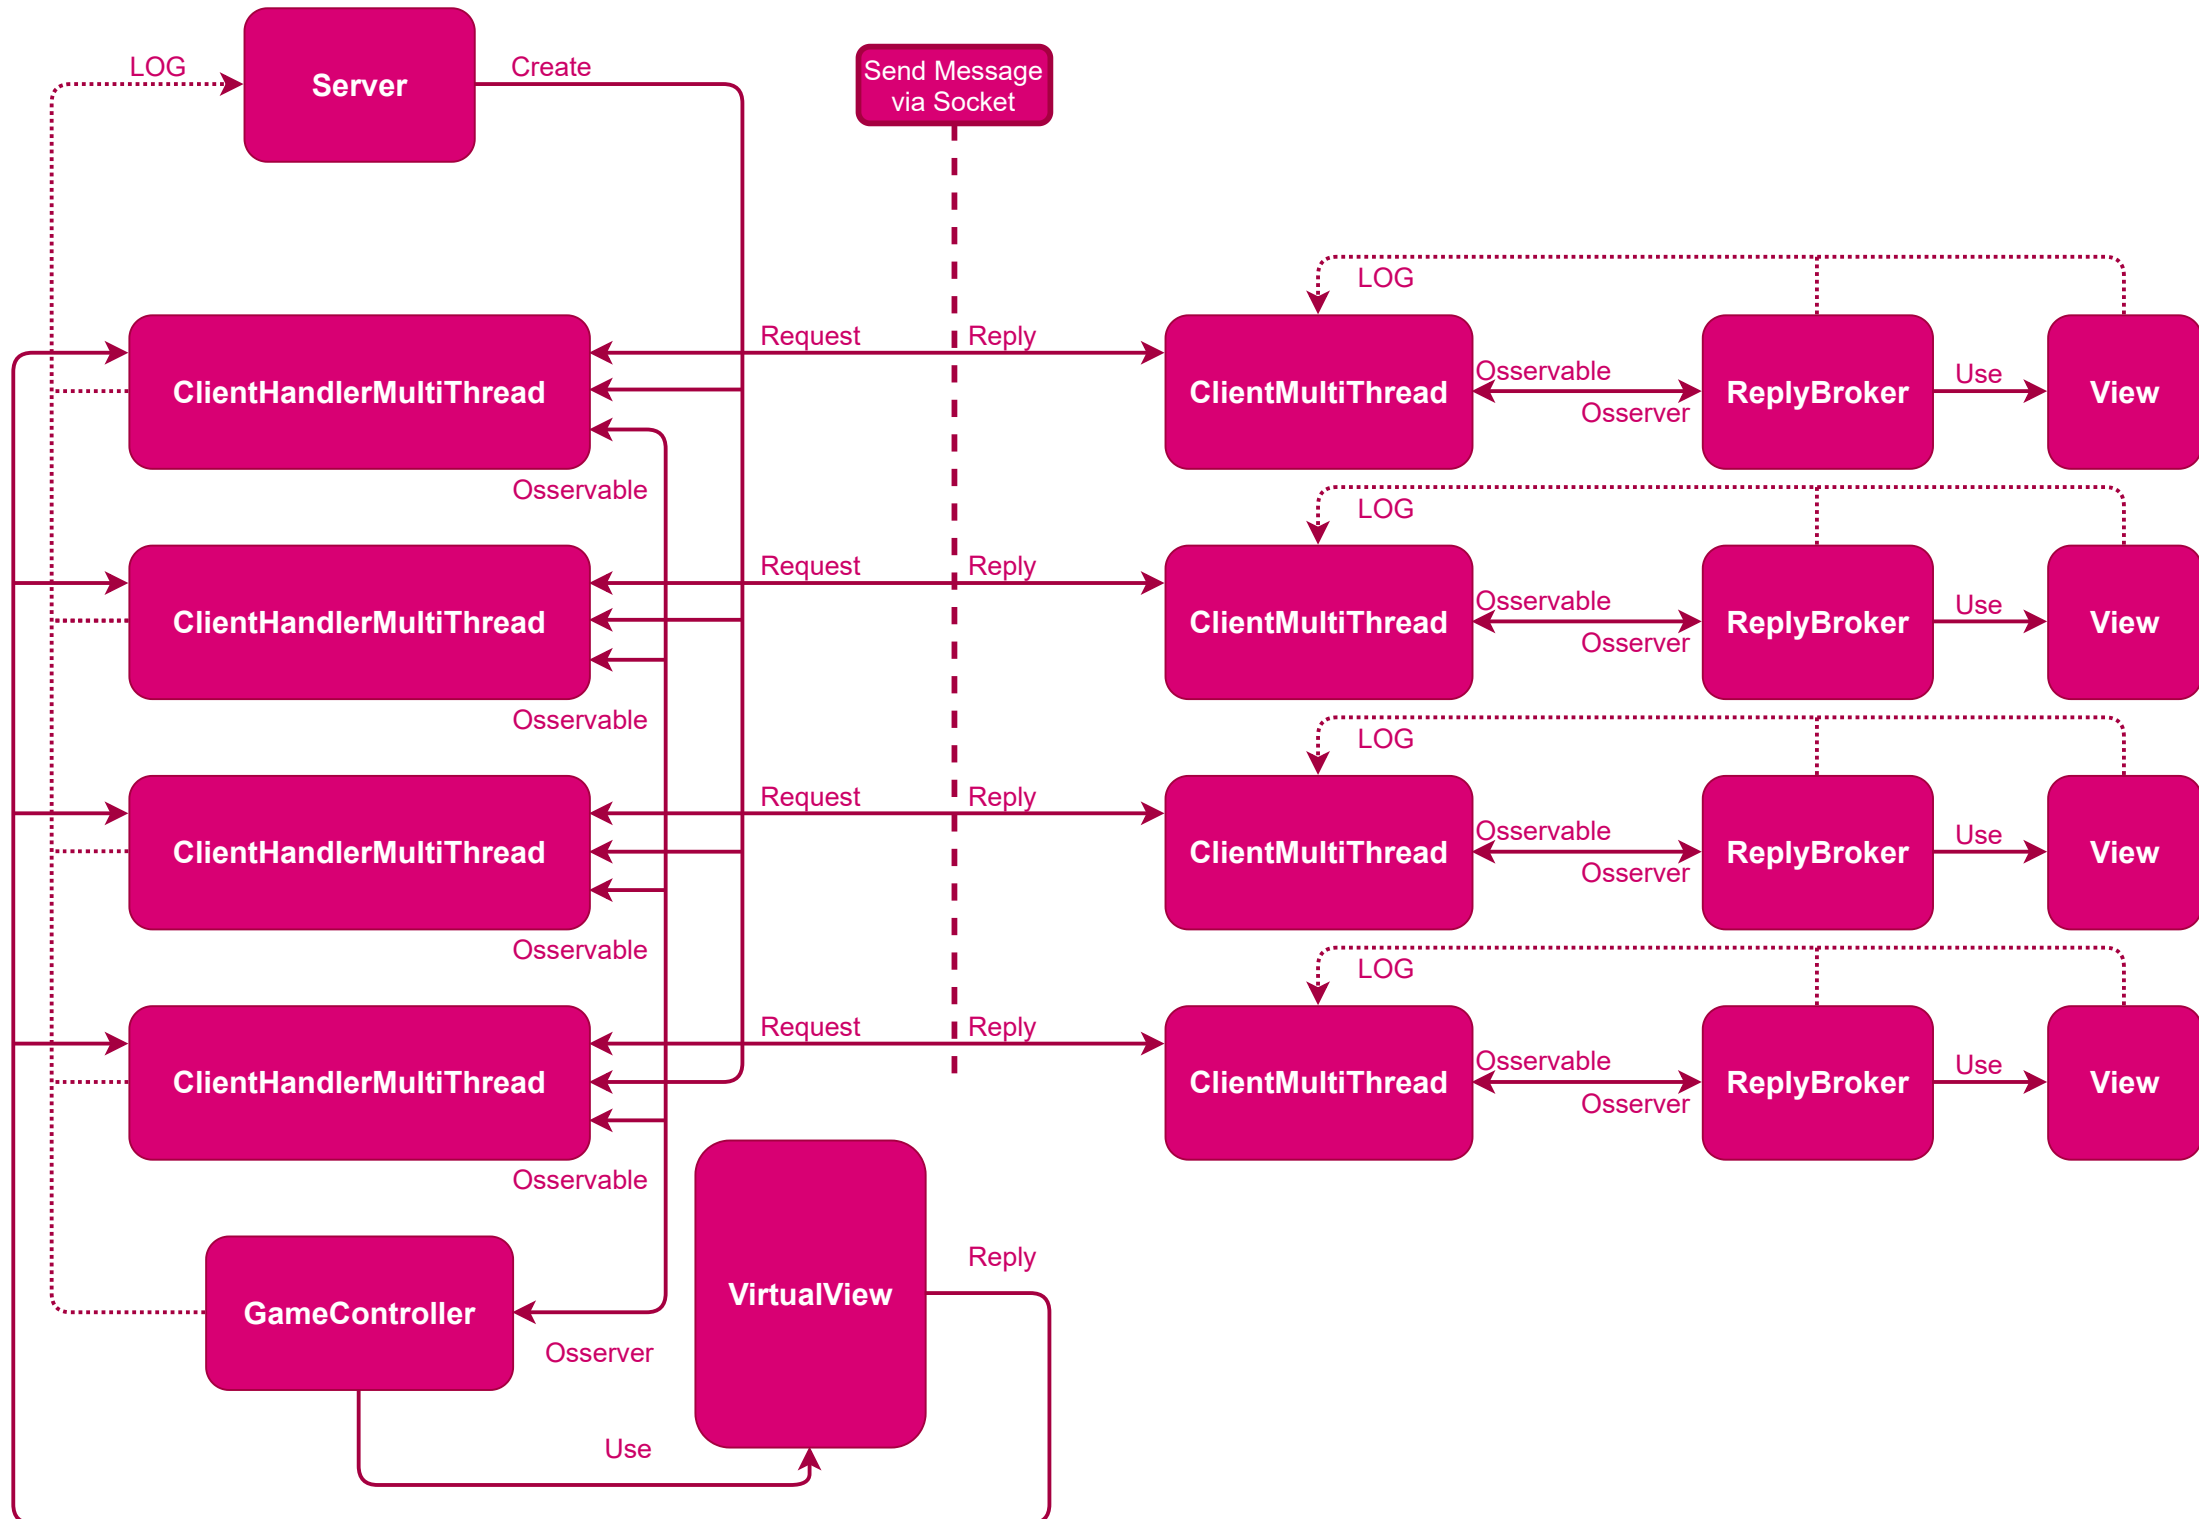 LOG
Server
Create
Send Message
via Socket
LOG
Request
Reply
ClientHandlerMultiThread
ClientMultiThread
Osservable
Osserver
ReplyBroker
Use
View
Osservable
LOG
Request
Reply
ClientHandlerMultiThread
ClientMultiThread
Osservable
Osserver
ReplyBroker
Use
View
Osservable
LOG
Request
Reply
ClientHandlerMultiThread
ClientMultiThread
Osservable
Osserver
ReplyBroker
Use
View
Osservable
LOG
Request
Reply
ClientHandlerMultiThread
ClientMultiThread
Osservable
Osserver
ReplyBroker
Use
View
Osservable
Reply
VirtualView
GameController
Osserver
Use